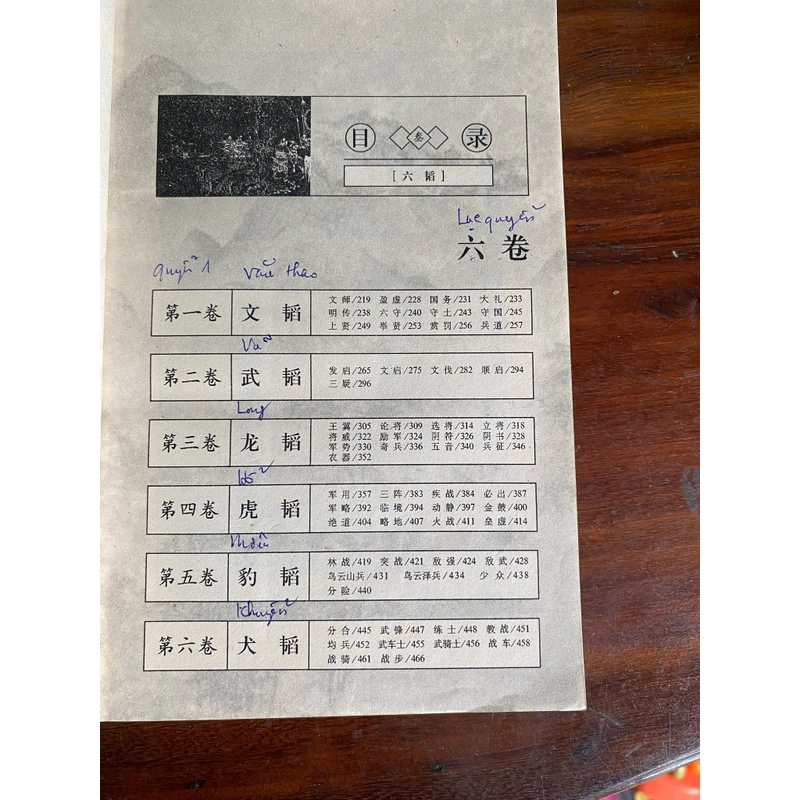 目 叁 录
[ 六 韬 ]
Lục quyển
六 卷
quyển 1 Văn thao
第一卷 文 韬 文 师/219 盈 虚/228 国 务/231 大 礼/233
明 传/238 六 守/240 守 土/243 守 国/245
上 贤/249 举 贤/253 赏 罚/256 兵 道/257
Vũ
第二卷 武 韬 发 启/265 文 启/275 文 伐/282 顺 启/294
三 疑/296
Long
第三卷 龙 韬 王 翼/305 论 将/309 选 将/314 立 将/318
将 威/322 励 军/324 阴 符/326 阴 书/328
军 势/330 奇 兵/336 五 音/340 兵 征/346
农 器/352
Hổ
第四卷 虎 韬 军 用/357 三 阵/383 疾 战/384 必 出/387
军 略/392 临 境/394 动 静/397 金 鼓/400
绝 道/404 略 地/407 火 战/411 垒 虚/414
第五卷 豹 韬 林 战/419 突 战/421 敌 强/424 敌 武/428
鸟云山兵/431 鸟云泽兵/434 少 众/438
分 险/440
Khuyển
第六卷 犬 韬 分 合/445 武 锋/447 练 士/448 教 战/451
均 兵/452 武车士/455 武骑士/456 战 车/458
战 骑/461 战 步/466